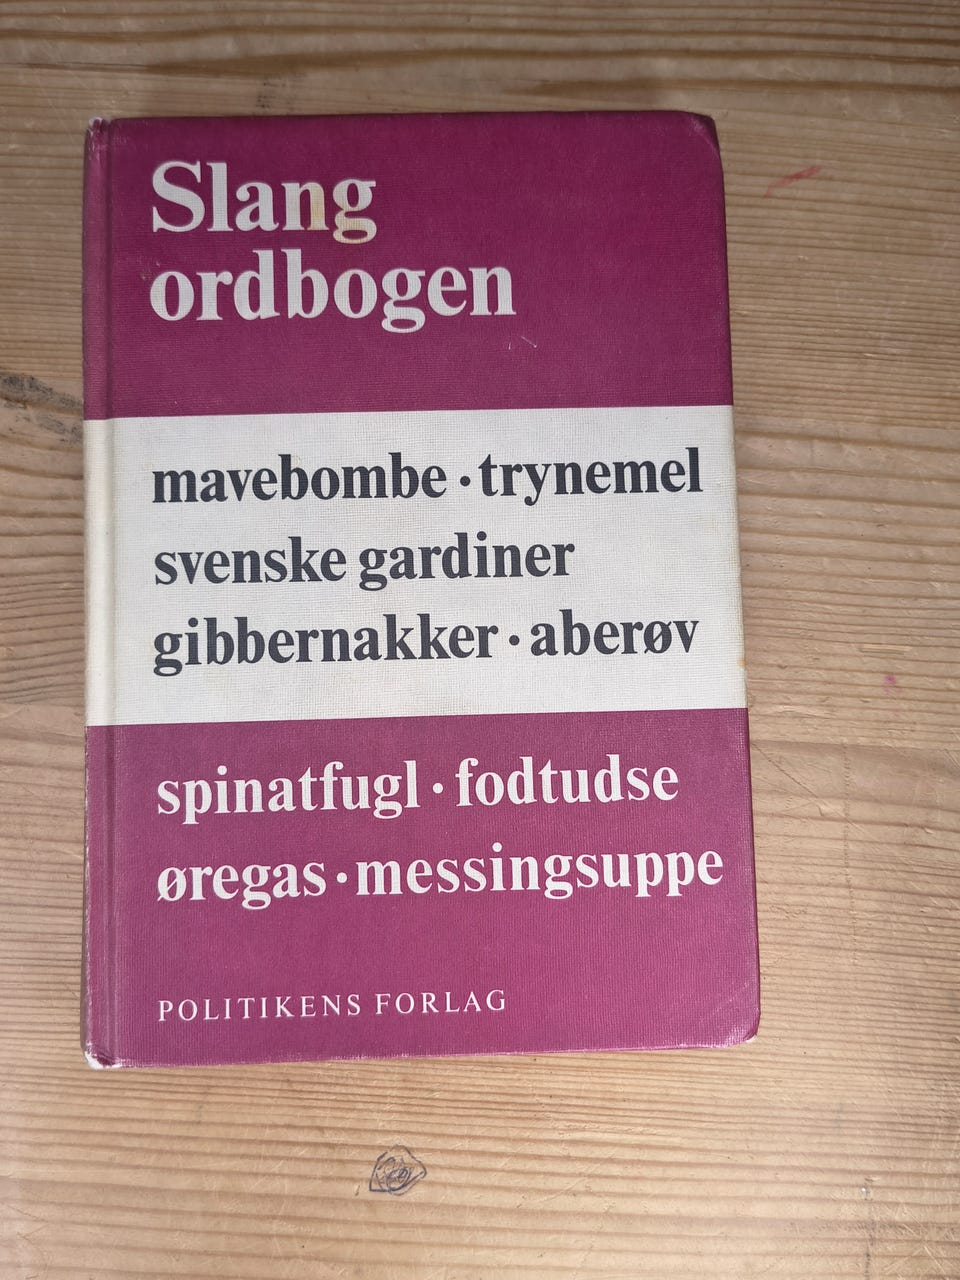 Slang
ordbogen
mavebombe · trynemel
svenske gardiner
gibbernakker · aberøv
spinatfugl · fodtudse
øregas · messingsuppe
POLITIKENS FORLAG